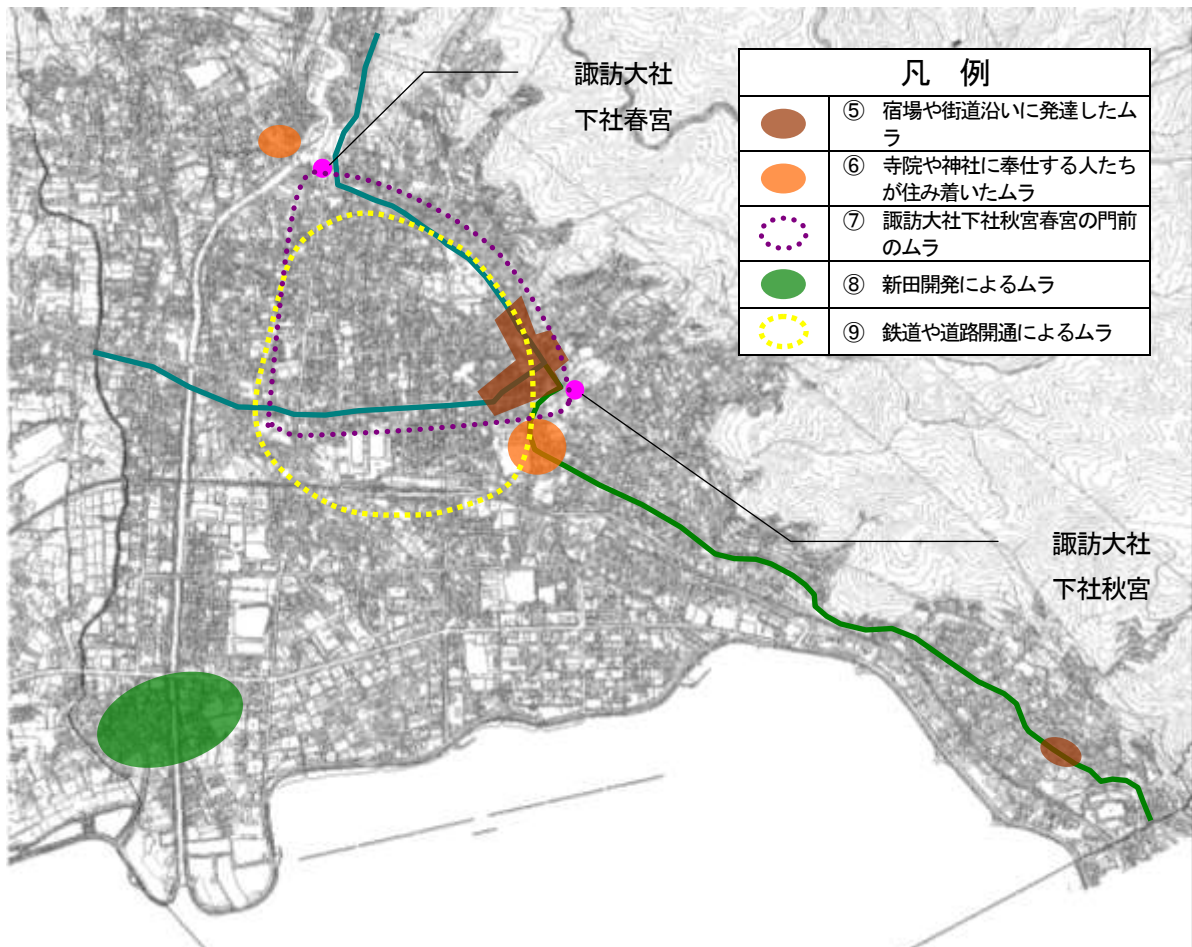 諏訪大社
下社春宮
凡 例
⑤ 宿場や街道沿いに発達したム
ラ
⑥ 寺院や神社に奉仕する人たち
が住み着いたムラ
⑦ 諏訪大社下社秋宮春宮の門前
のムラ
⑧ 新田開発によるムラ
⑨ 鉄道や道路開通によるムラ
諏訪大社
下社秋宮